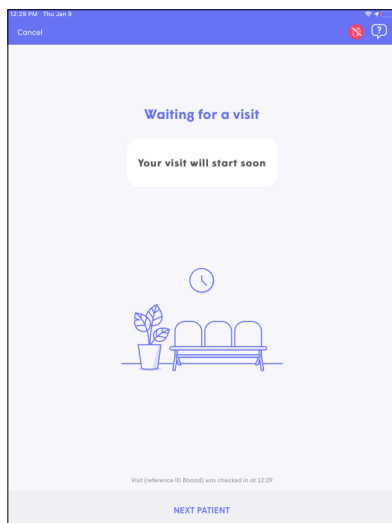 12:29 PM Thu Jan 9
Cancel
?
Waiting for a visit
Your visit will start soon
Visit (reference ID 8baad) was checked in at 12:29
NEXT PATIENT